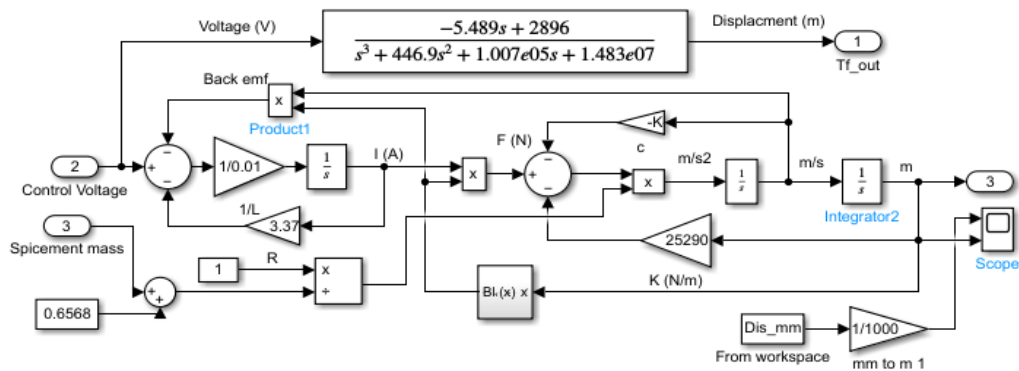 Voltage (V)
−5.489s + 2896
s³ + 446.9s² + 1.007e05s + 1.483e07
Displacment (m)
1
Tf_out
Back emf
x
Product1
-K
c
F (N)
2
Control Voltage
1/0.01
1
s
I (A)
x
x
m/s2
1
s
m/s
1
s
m
3
Integrator2
1/L
3.37
R
3
Spicement mass
1
x
÷
25290
K (N/m)
Scope
0.6568
Blₜ(x) x
Dis_mm
From workspace
1/1000
mm to m 1